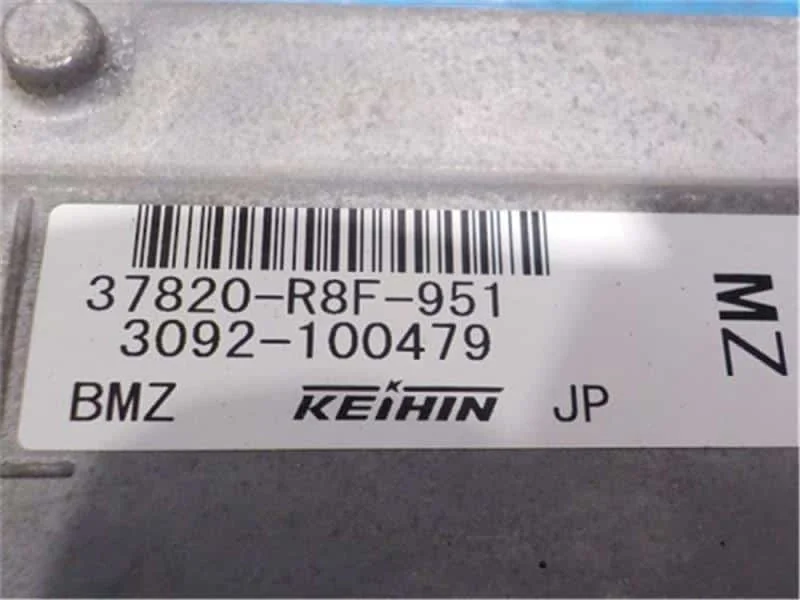 37820-R8F-951
3092-100479
BMZ KEIHIN JP
MZ